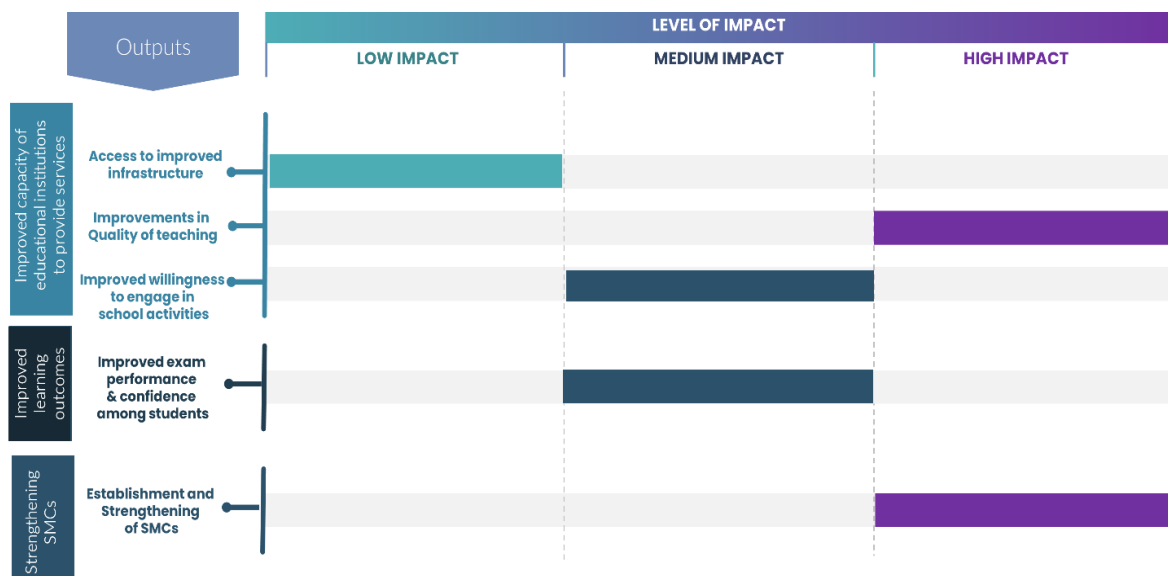 Outputs
LEVEL OF IMPACT
LOW IMPACT
MEDIUM IMPACT
HIGH IMPACT
Improved capacity of
educational institutions
to provide services
Access to improved
infrastructure
Improvements in
Quality of teaching
Improved willingness
to engage in
school activities
Improved
learning
outcomes
Improved exam
performance
& confidence
among students
Strengthening
SMCs
Establishment and
Strengthening
of SMCs